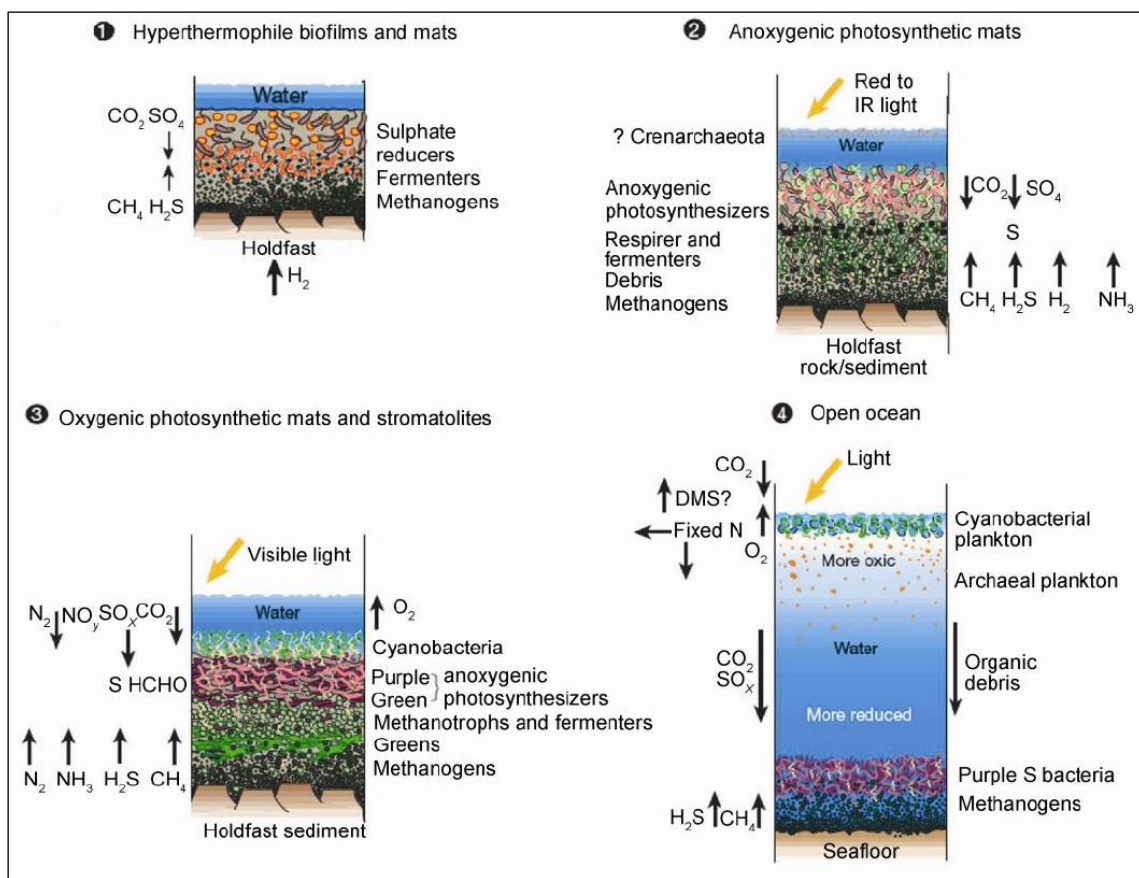 1 Hyperthermophile biofilms and mats
Water
CO2 SO4
Sulphate
reducers
Fermenters
Methanogens
CH4 H2S
Holdfast
H2
2 Anoxygenic photosynthetic mats
Red to
IR light
? Crenarchaeota
Water
Anoxygenic
photosynthesizers
Respirer and
fermenters
Debris
Methanogens
CO2 SO4
S
CH4 H2S H2 NH3
Holdfast
rock/sediment
3 Oxygenic photosynthetic mats and stromatolites
Visible light
N2 NOy SOx CO2
Water
O2
S HCHO
Cyanobacteria
Purple
Green
anoxygenic
photosynthesizers
Methanotrophs and fermenters
Greens
Methanogens
N2 NH3 H2S CH4
Holdfast sediment
4 Open ocean
CO2
Light
DMS?
Fixed N
O2
Cyanobacterial
plankton
More oxic
Archaeal plankton
Water
CO2
SOx
Organic
debris
More reduced
Purple S bacteria
Methanogens
H2S CH4
Seafloor